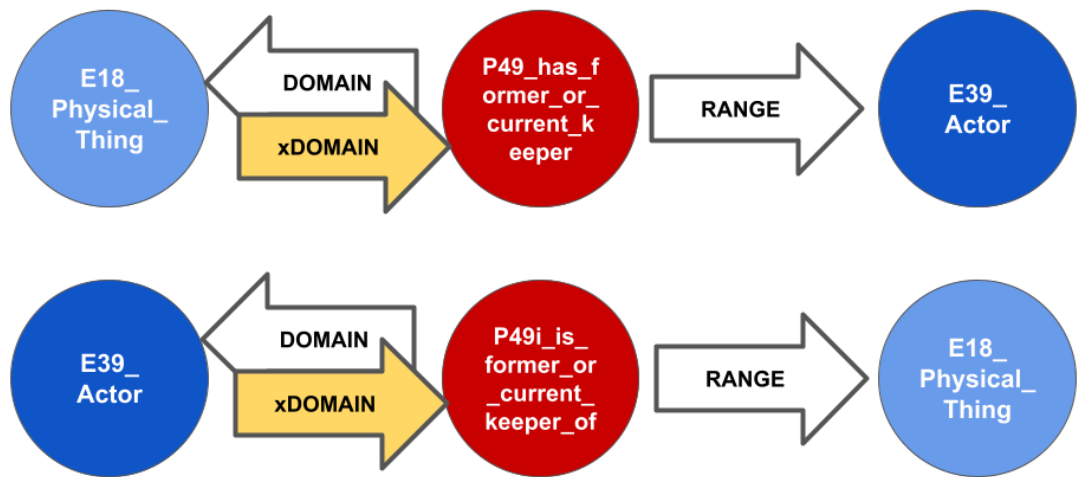 E18_
Physical_
Thing
DOMAIN
xDOMAIN
P49_has_f
ormer_or_
current_k
eeper
RANGE
E39_
Actor
E39_
Actor
DOMAIN
xDOMAIN
P49i_is_
former_or
_current_
keeper_of
RANGE
E18_
Physical_
Thing